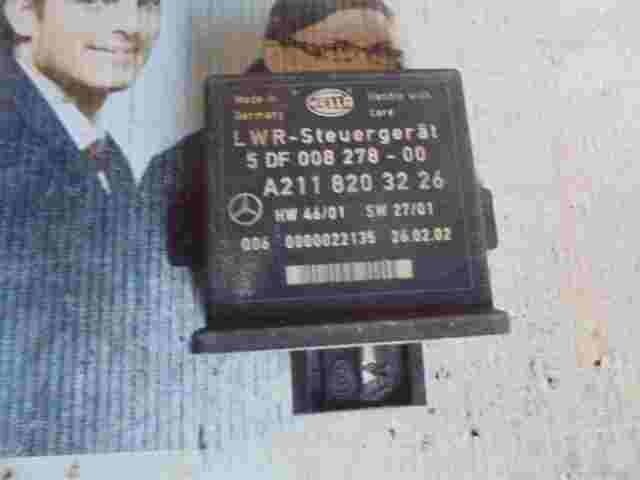 Made in Germany
HELLA
Handle with care
LWR-Steuergerät
5 DF 008 278 - 00
A211 820 32 26
HW 46/01 SW 27/01
006 0000022135 26.02.02